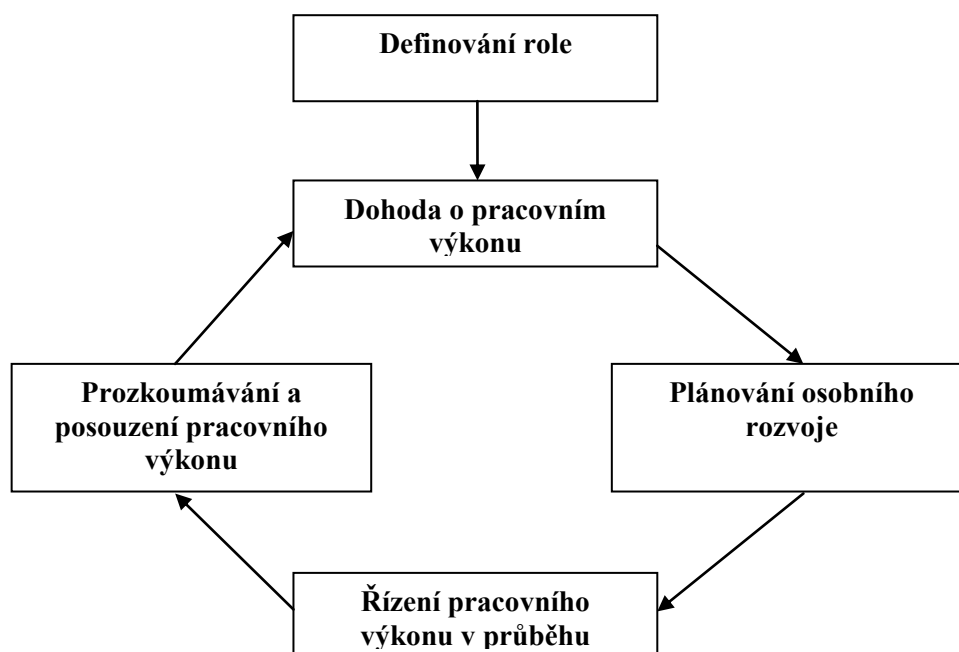 Definování role
Dohoda o pracovním
výkonu
Prozkoumávání a
posouzení pracovního
výkonu
Plánování osobního
rozvoje
Řízení pracovního
výkonu v průběhu